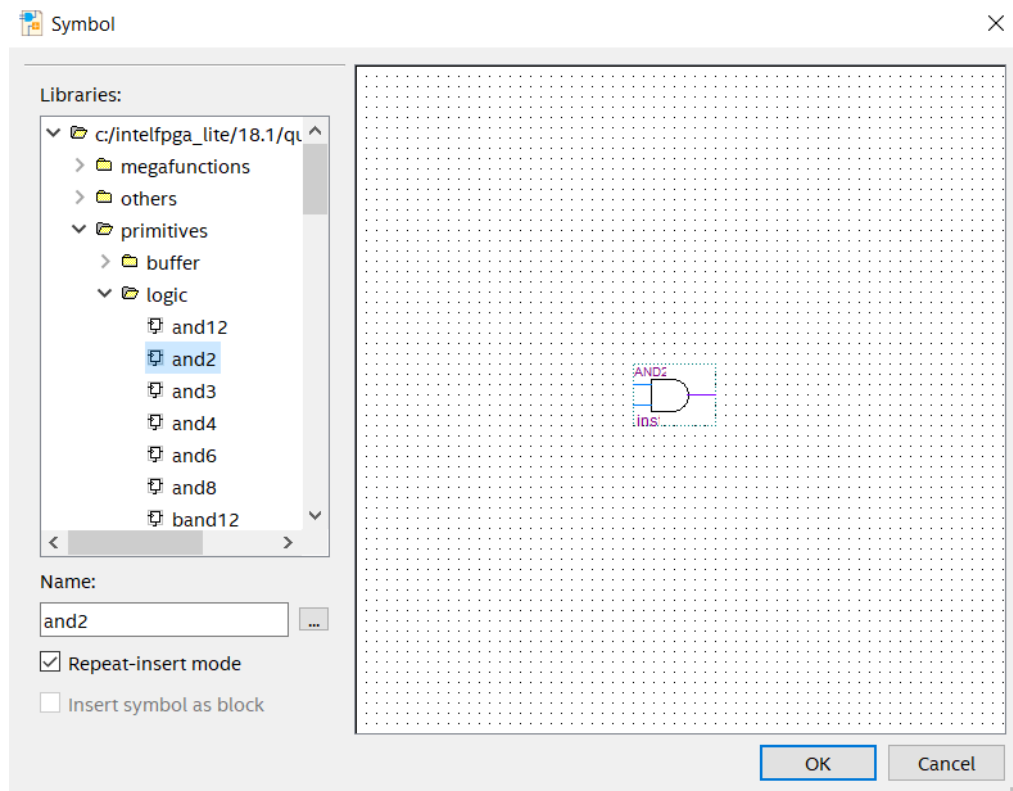 Symbol
Libraries:
c:/intelfpga_lite/18.1/qu
megafunctions
others
primitives
buffer
logic
and12
and2
and3
and4
and6
and8
band12
Name:
and2
...
Repeat-insert mode
Insert symbol as block
AND2
ins
OK
Cancel